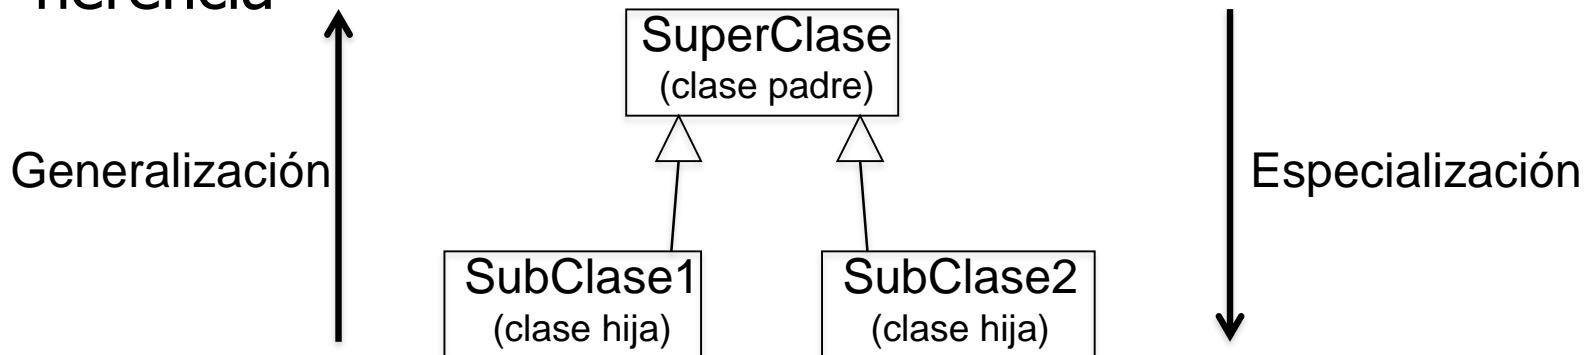 herencia
SuperClase
(clase padre)
Generalización
Especialización
SubClase1
(clase hija)
SubClase2
(clase hija)